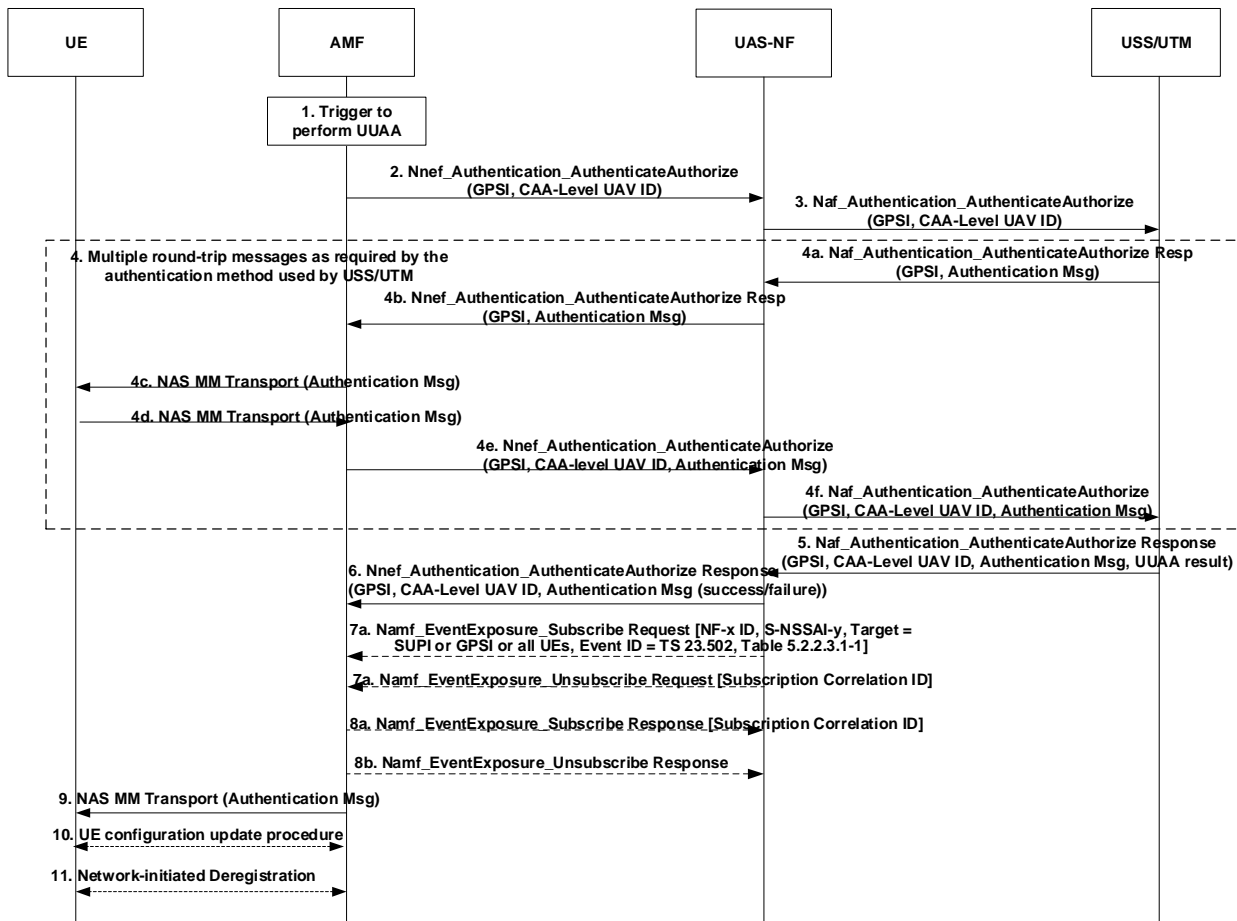 UE
AMF
UAS-NF
USS/UTM
1. Trigger to
perform UUAA
2. Nnef_Authentication_AuthenticateAuthorize
(GPSI, CAA-Level UAV ID)
3. Naf_Authentication_AuthenticateAuthorize
(GPSI, CAA-Level UAV ID)
4. Multiple round-trip messages as required by the
authentication method used by USS/UTM
4a. Naf_Authentication_AuthenticateAuthorize Resp
(GPSI, Authentication Msg)
4b. Nnef_Authentication_AuthenticateAuthorize Resp
(GPSI, Authentication Msg)
4c. NAS MM Transport (Authentication Msg)
4d. NAS MM Transport (Authentication Msg)
4e. Nnef_Authentication_AuthenticateAuthorize
(GPSI, CAA-level UAV ID, Authentication Msg)
4f. Naf_Authentication_AuthenticateAuthorize
(GPSI, CAA-Level UAV ID, Authentication Msg)
5. Naf_Authentication_AuthenticateAuthorize Response
(GPSI, CAA-Level UAV ID, Authentication Msg, UUAA result)
6. Nnef_Authentication_AuthenticateAuthorize Response
(GPSI, CAA-Level UAV ID, Authentication Msg (success/failure))
7a. Namf_EventExposure_Subscribe Request [NF-x ID, S-NSSAI-y, Target =
SUPI or GPSI or all UEs, Event ID = TS 23.502, Table 5.2.2.3.1-1]
7a. Namf_EventExposure_Unsubscribe Request [Subscription Correlation ID]
8a. Namf_EventExposure_Subscribe Response [Subscription Correlation ID]
8b. Namf_EventExposure_Unsubscribe Response
9. NAS MM Transport (Authentication Msg)
10. UE configuration update procedure
11. Network-initiated Deregistration